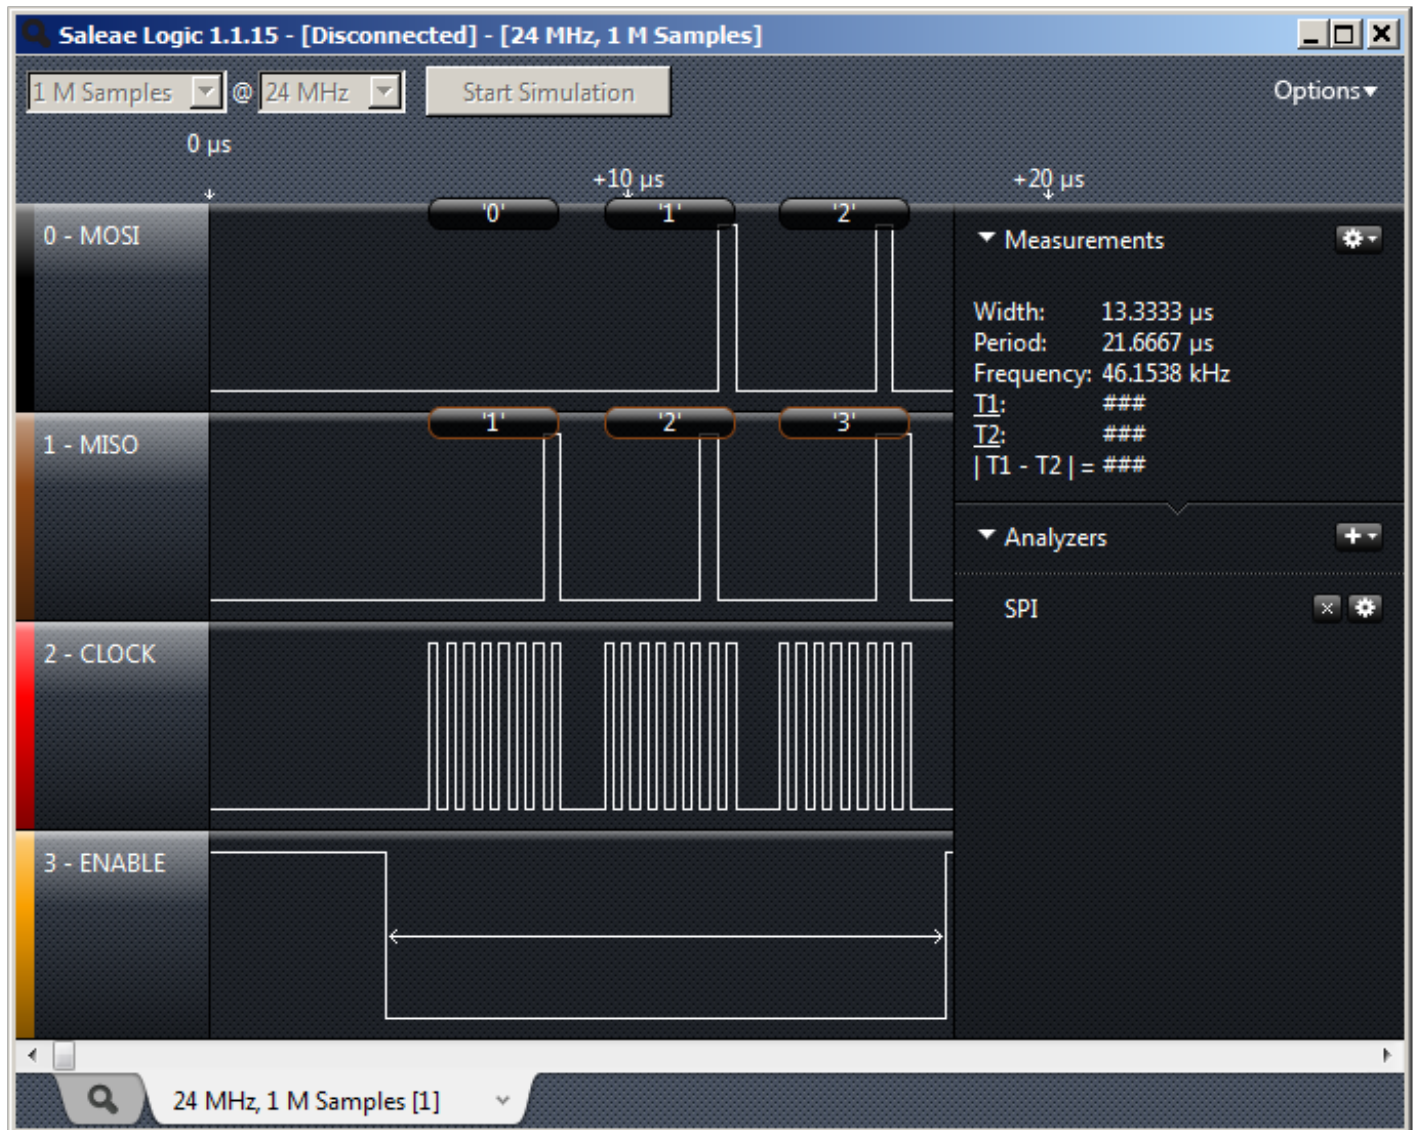 Saleae Logic 1.1.15 - [Disconnected] - [24 MHz, 1 M Samples]
1 M Samples @ 24 MHz Start Simulation Options
0 µs
+10 µs +20 µs
'0' '1' '2'
0 - MOSI
Measurements
Width: 13.3333 µs
Period: 21.6667 µs
Frequency: 46.1538 kHz
T1: ###
T2: ###
| T1 - T2 | = ###
'1' '2' '3'
1 - MISO
Analyzers
SPI
2 - CLOCK
3 - ENABLE
24 MHz, 1 M Samples [1]